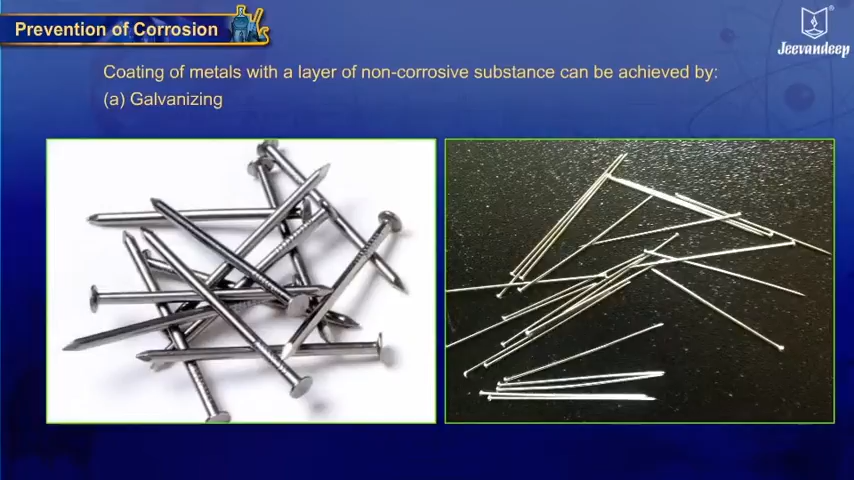 Prevention of Corrosion
Jeevandeep
Coating of metals with a layer of non-corrosive substance can be achieved by:
(a) Galvanizing